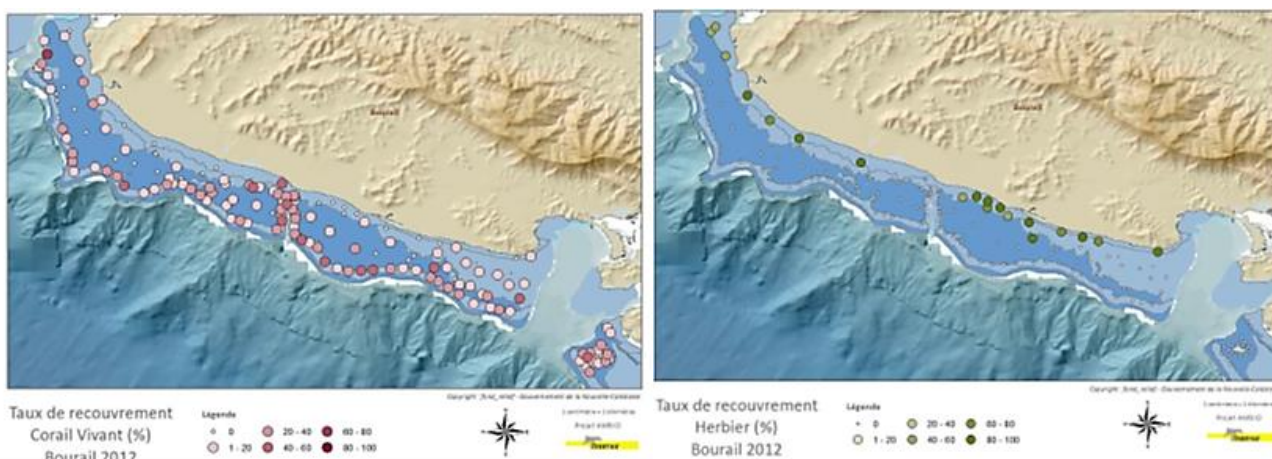 Bourail
Taux de recouvrement
Corail Vivant (%)
Bourail 2012
Légende
0
1 - 20
20 - 40
40 - 60
60 - 80
80 - 100
Bourail
Taux de recouvrement
Herbier (%)
Bourail 2012
Légende
0
1 - 20
20 - 40
40 - 60
60 - 80
80 - 100